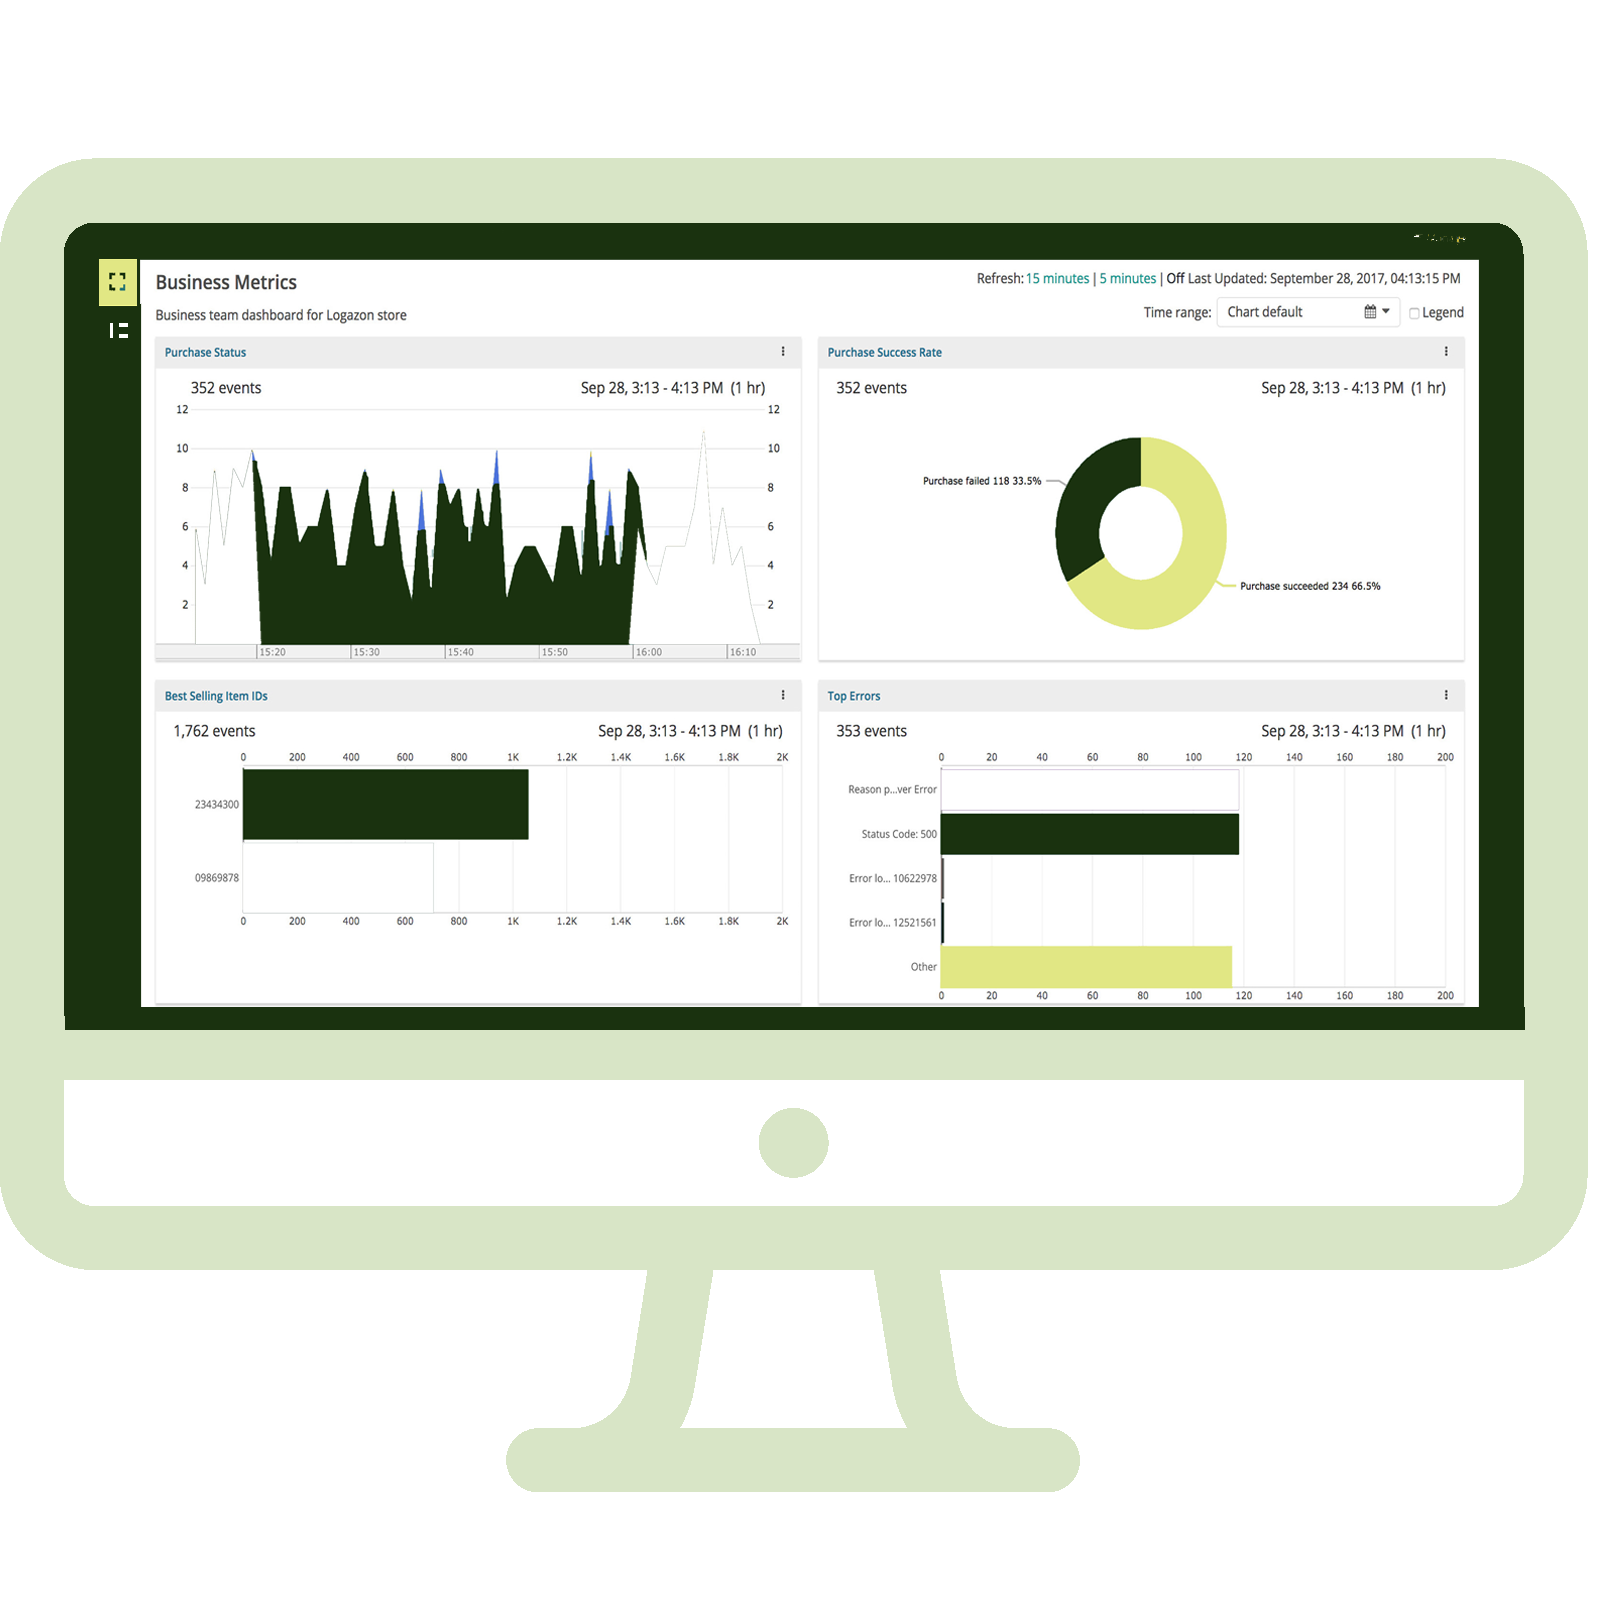 Business Metrics
Refresh: 15 minutes | 5 minutes | Off Last Updated: September 28, 2017, 04:13:15 PM
Business team dashboard for Logazon store
Time range: Chart default Legend
Purchase Status
352 events Sep 28, 3:13 - 4:13 PM (1 hr)
12 12
10 10
8 8
6 6
4 4
2 2
15:20 15:30 15:40 15:50 16:00 16:10
Purchase Success Rate
352 events Sep 28, 3:13 - 4:13 PM (1 hr)
Purchase failed 118 33.5%
Purchase succeeded 234 66.5%
Best Selling Item IDs
1,762 events Sep 28, 3:13 - 4:13 PM (1 hr)
0 200 400 600 800 1K 1.2K 1.4K 1.6K 1.8K 2K
23434300
09869878
0 200 400 600 800 1K 1.2K 1.4K 1.6K 1.8K 2K
Top Errors
353 events Sep 28, 3:13 - 4:13 PM (1 hr)
0 20 40 60 80 100 120 140 160 180 200
Reason p...ver Error
Status Code: 500
Error lo... 10622978
Error lo... 12521561
Other
0 20 40 60 80 100 120 140 160 180 200